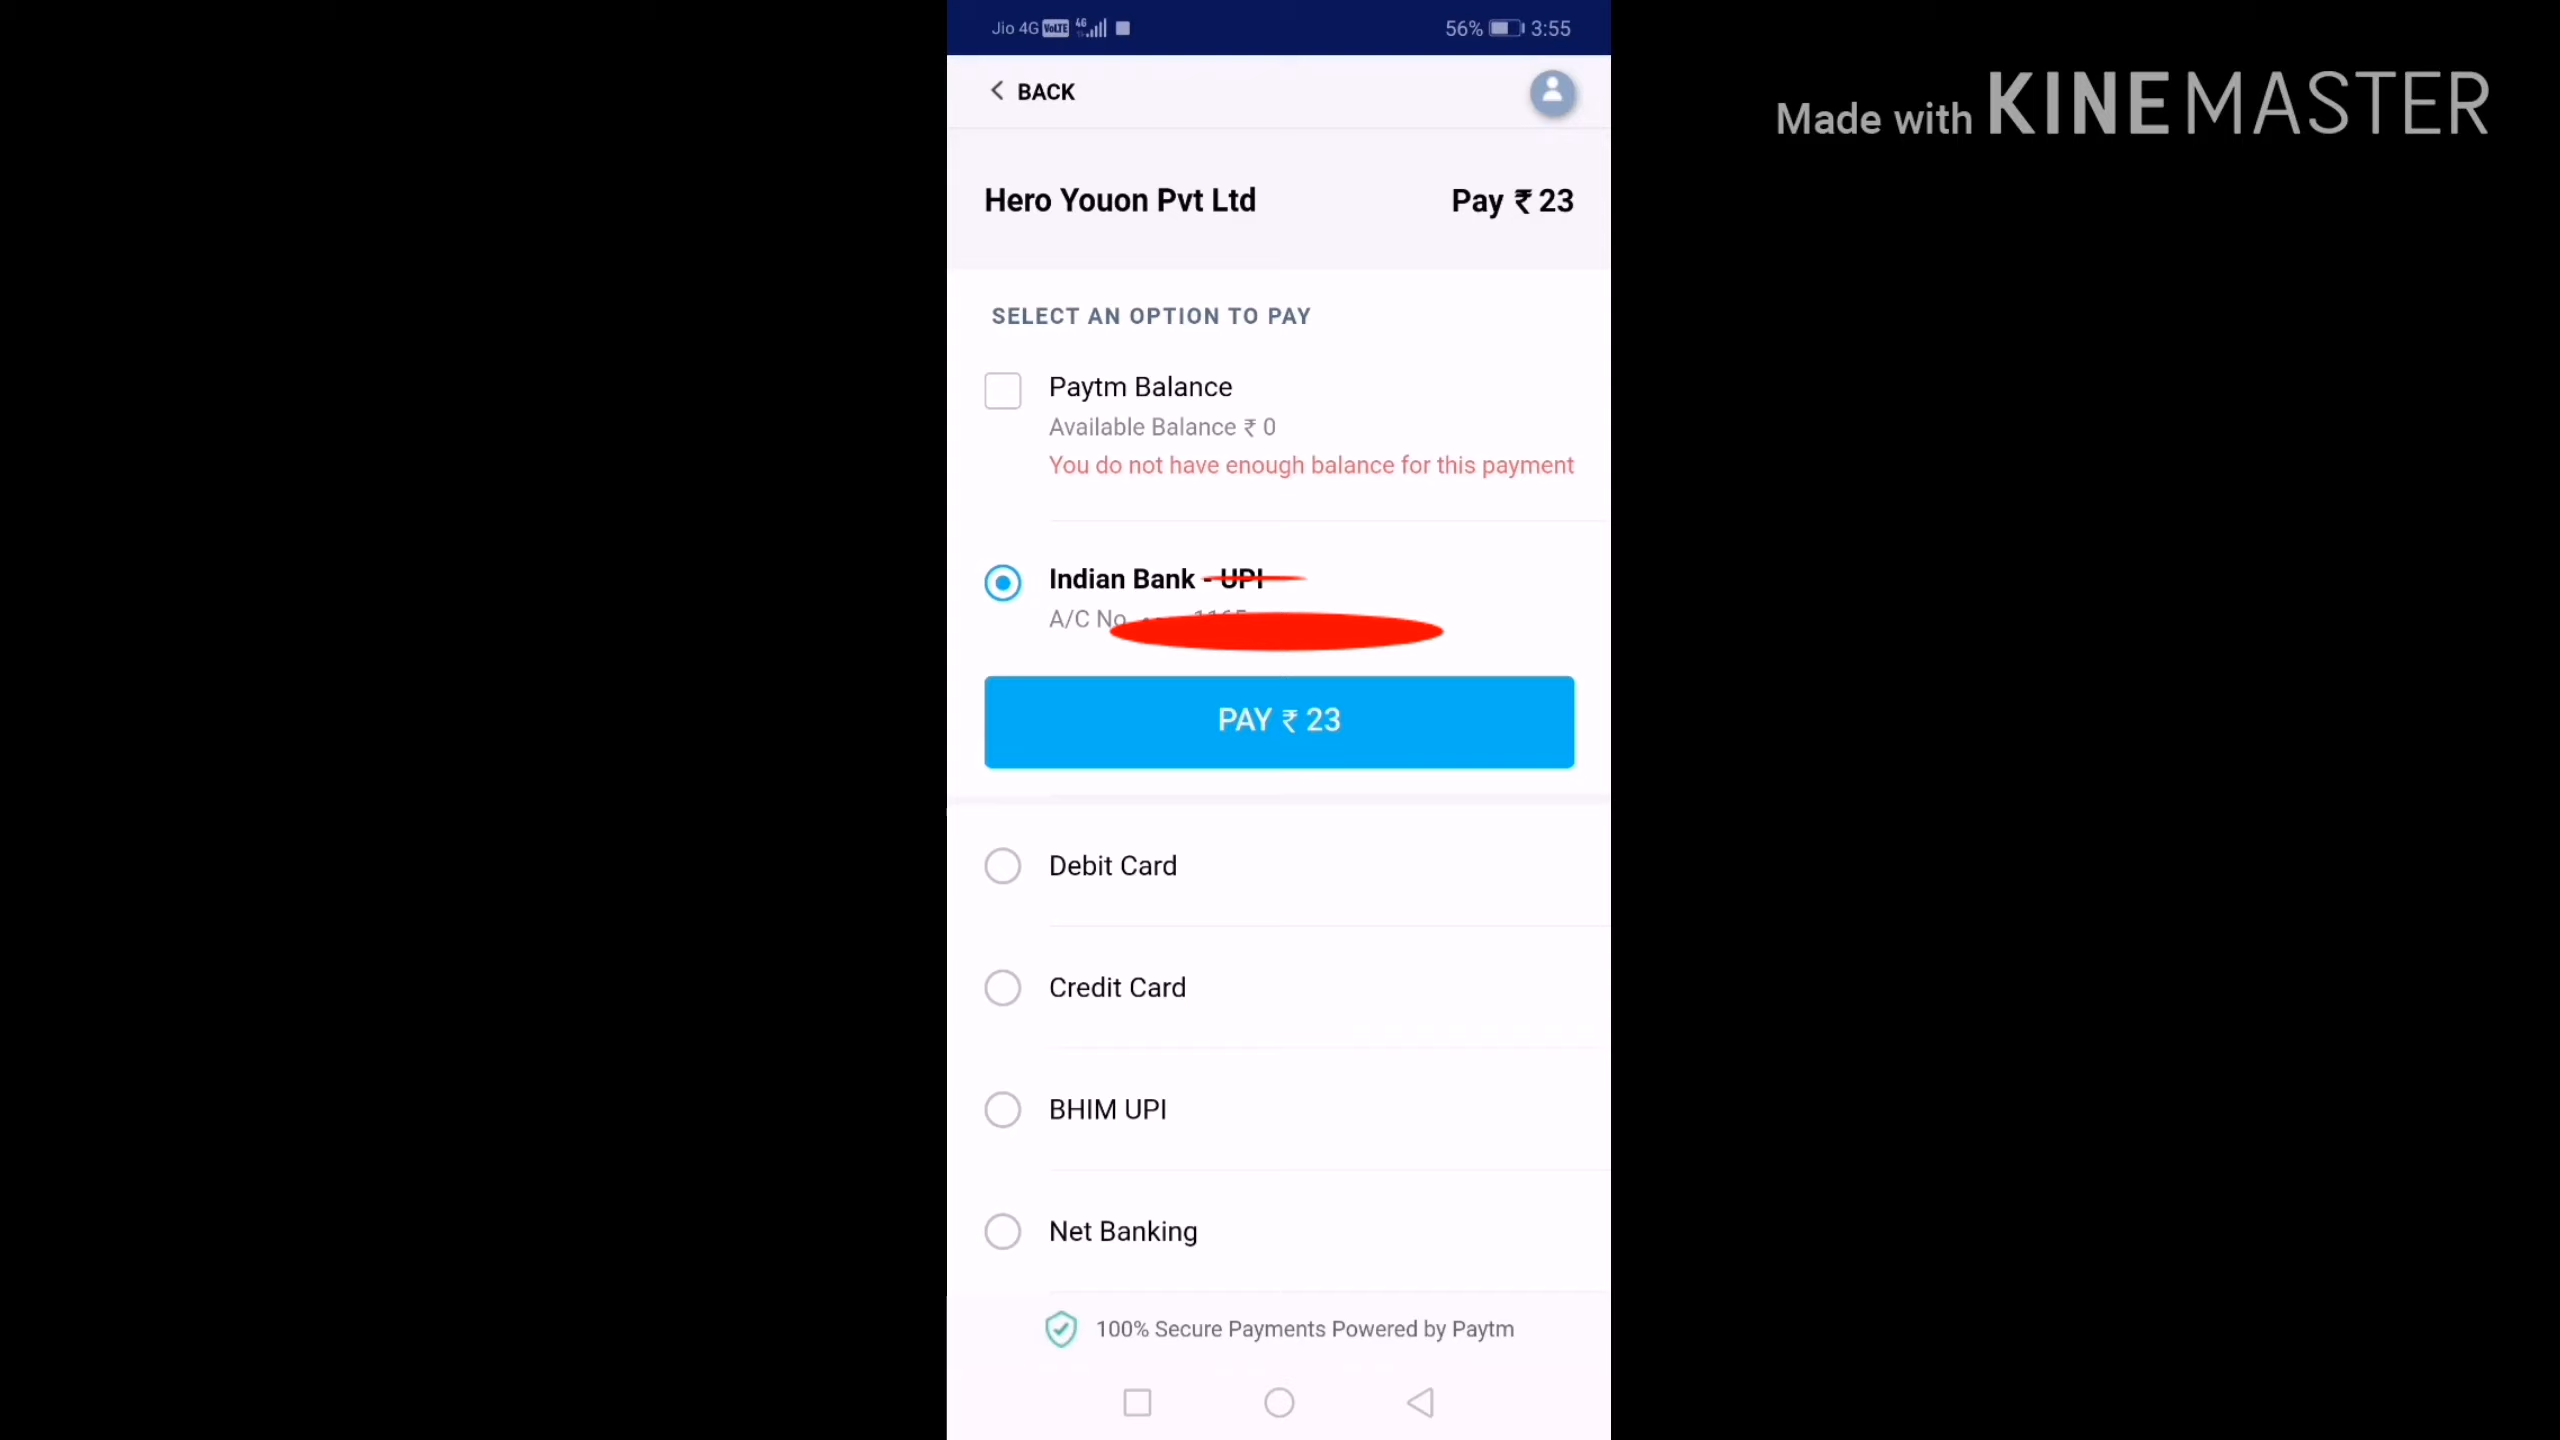 Jio 4G VoLTE 4G 56% 3:55
Made with KINEMASTER
BACK
Hero Youon Pvt Ltd Pay ₹ 23
SELECT AN OPTION TO PAY
Paytm Balance
Available Balance ₹ 0
You do not have enough balance for this payment
Indian Bank - UPI
A/C No
PAY ₹ 23
Debit Card
Credit Card
BHIM UPI
Net Banking
100% Secure Payments Powered by Paytm